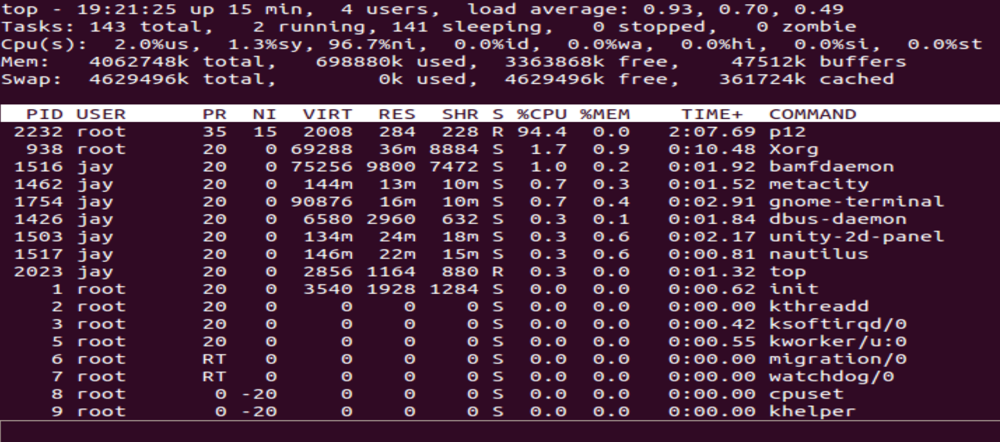 top - 19:21:25 up 15 min,  4 users,  load average: 0.93, 0.70, 0.49
Tasks: 143 total,   2 running, 141 sleeping,   0 stopped,   0 zombie
Cpu(s):  2.0%us,  1.3%sy, 96.7%ni,  0.0%id,  0.0%wa,  0.0%hi,  0.0%si,  0.0%st
Mem:   4062748k total,   698880k used,  3363868k free,    47512k buffers
Swap:  4629496k total,        0k used,  4629496k free,   361724k cached
  PID USER      PR  NI  VIRT  RES  SHR S %CPU %MEM    TIME+  COMMAND
 2232 root      35  15  2008  284  228 R 94.4  0.0   2:07.69 p12
  938 root      20   0 69288  36m 8884 S  1.7  0.9   0:10.48 Xorg
 1516 jay       20   0 75256 9800 7472 S  1.0  0.2   0:01.92 bamfdaemon
 1462 jay       20   0  144m  13m  10m S  0.7  0.3   0:01.52 metacity
 1754 jay       20   0 90876  16m  10m S  0.7  0.4   0:02.91 gnome-terminal
 1426 jay       20   0  6580 2960  632 S  0.3  0.1   0:01.84 dbus-daemon
 1503 jay       20   0  134m  24m  18m S  0.3  0.6   0:02.17 unity-2d-panel
 1517 jay       20   0  146m  22m  15m S  0.3  0.6   0:00.81 nautilus
 2023 jay       20   0  2856 1164  880 R  0.3  0.0   0:01.32 top
    1 root      20   0  3540 1928 1284 S  0.0  0.0   0:00.62 init
    2 root      20   0     0    0    0 S  0.0  0.0   0:00.00 kthreadd
    3 root      20   0     0    0    0 S  0.0  0.0   0:00.42 ksoftirqd/0
    5 root      20   0     0    0    0 S  0.0  0.0   0:00.55 kworker/u:0
    6 root      RT   0     0    0    0 S  0.0  0.0   0:00.00 migration/0
    7 root      RT   0     0    0    0 S  0.0  0.0   0:00.00 watchdog/0
    8 root       0 -20     0    0    0 S  0.0  0.0   0:00.00 cpuset
    9 root       0 -20     0    0    0 S  0.0  0.0   0:00.00 khelper